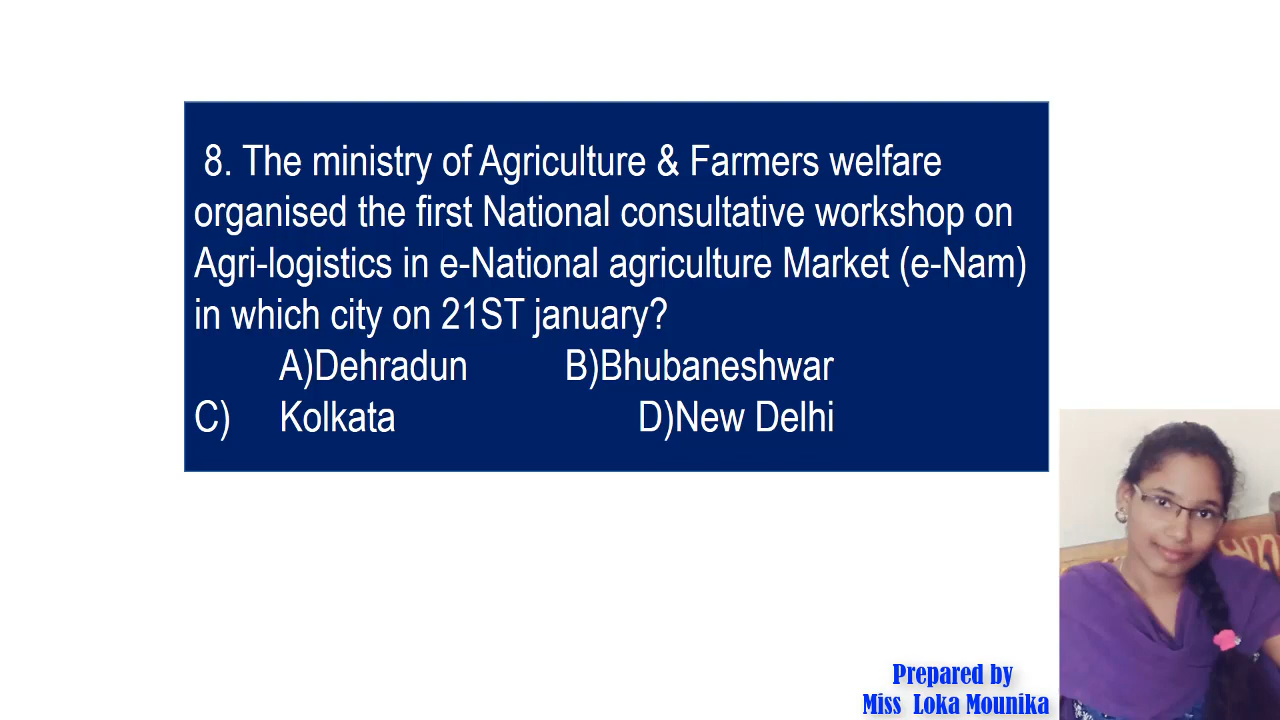 8. The ministry of Agriculture & Farmers welfare
organised the first National consultative workshop on
Agri-logistics in e-National agriculture Market (e-Nam)
in which city on 21ST january?
A)Dehradun B)Bhubaneshwar
C) Kolkata D)New Delhi
Prepared by
Miss Loka Mounika